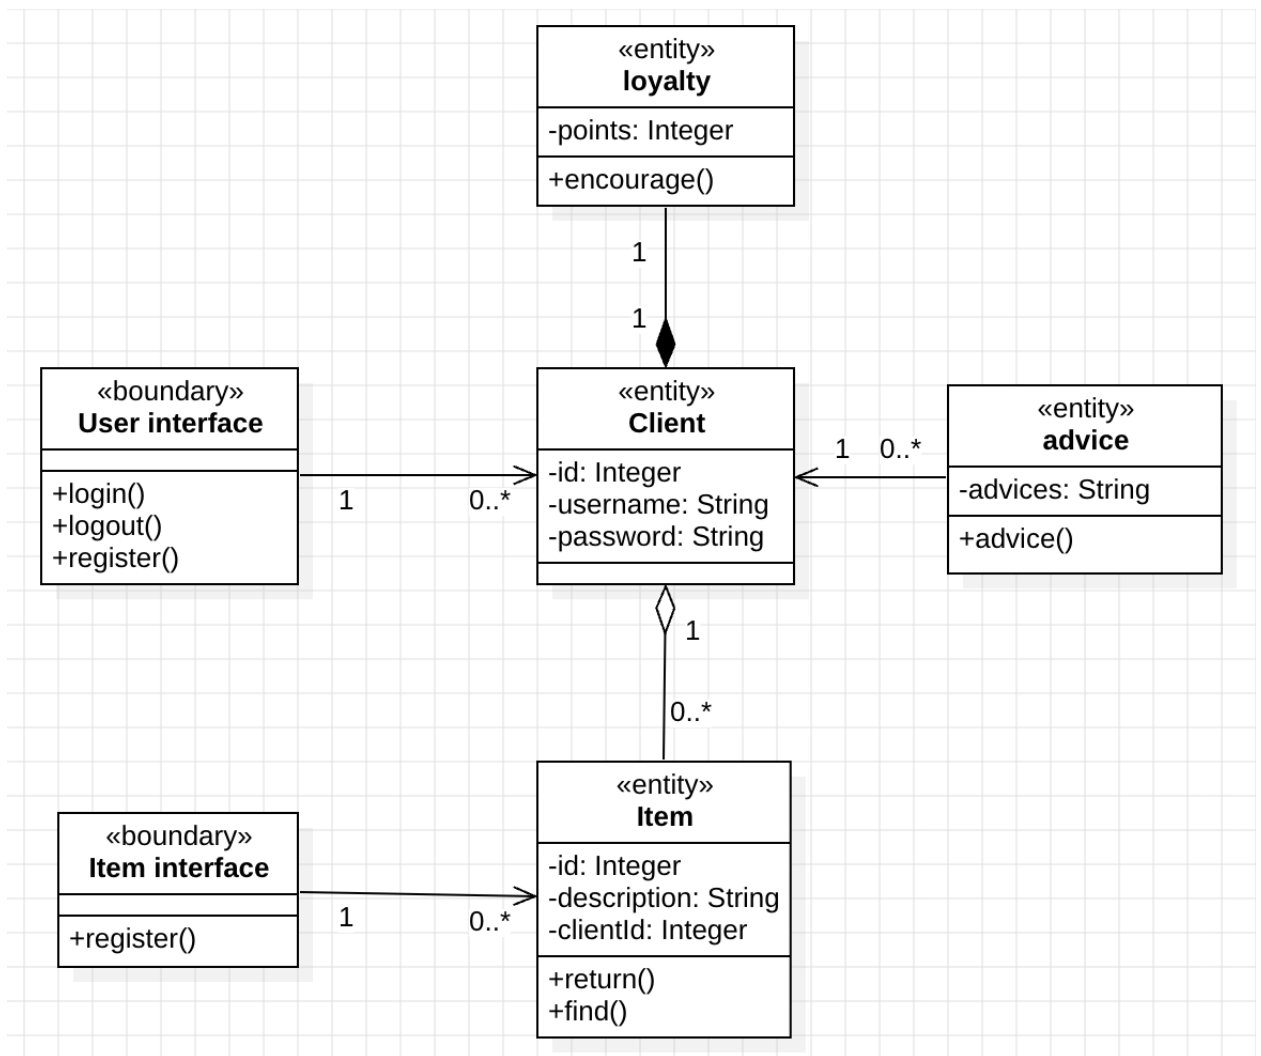 «entity»
loyalty
-points: Integer
+encourage()
1
1
«boundary»
User interface
+login()
+logout()
+register()
1
0..*
«entity»
Client
-id: Integer
-username: String
-password: String
1
0..*
«entity»
advice
-advices: String
+advice()
1
0..*
«boundary»
Item interface
+register()
1
0..*
«entity»
Item
-id: Integer
-description: String
-clientId: Integer
+return()
+find()